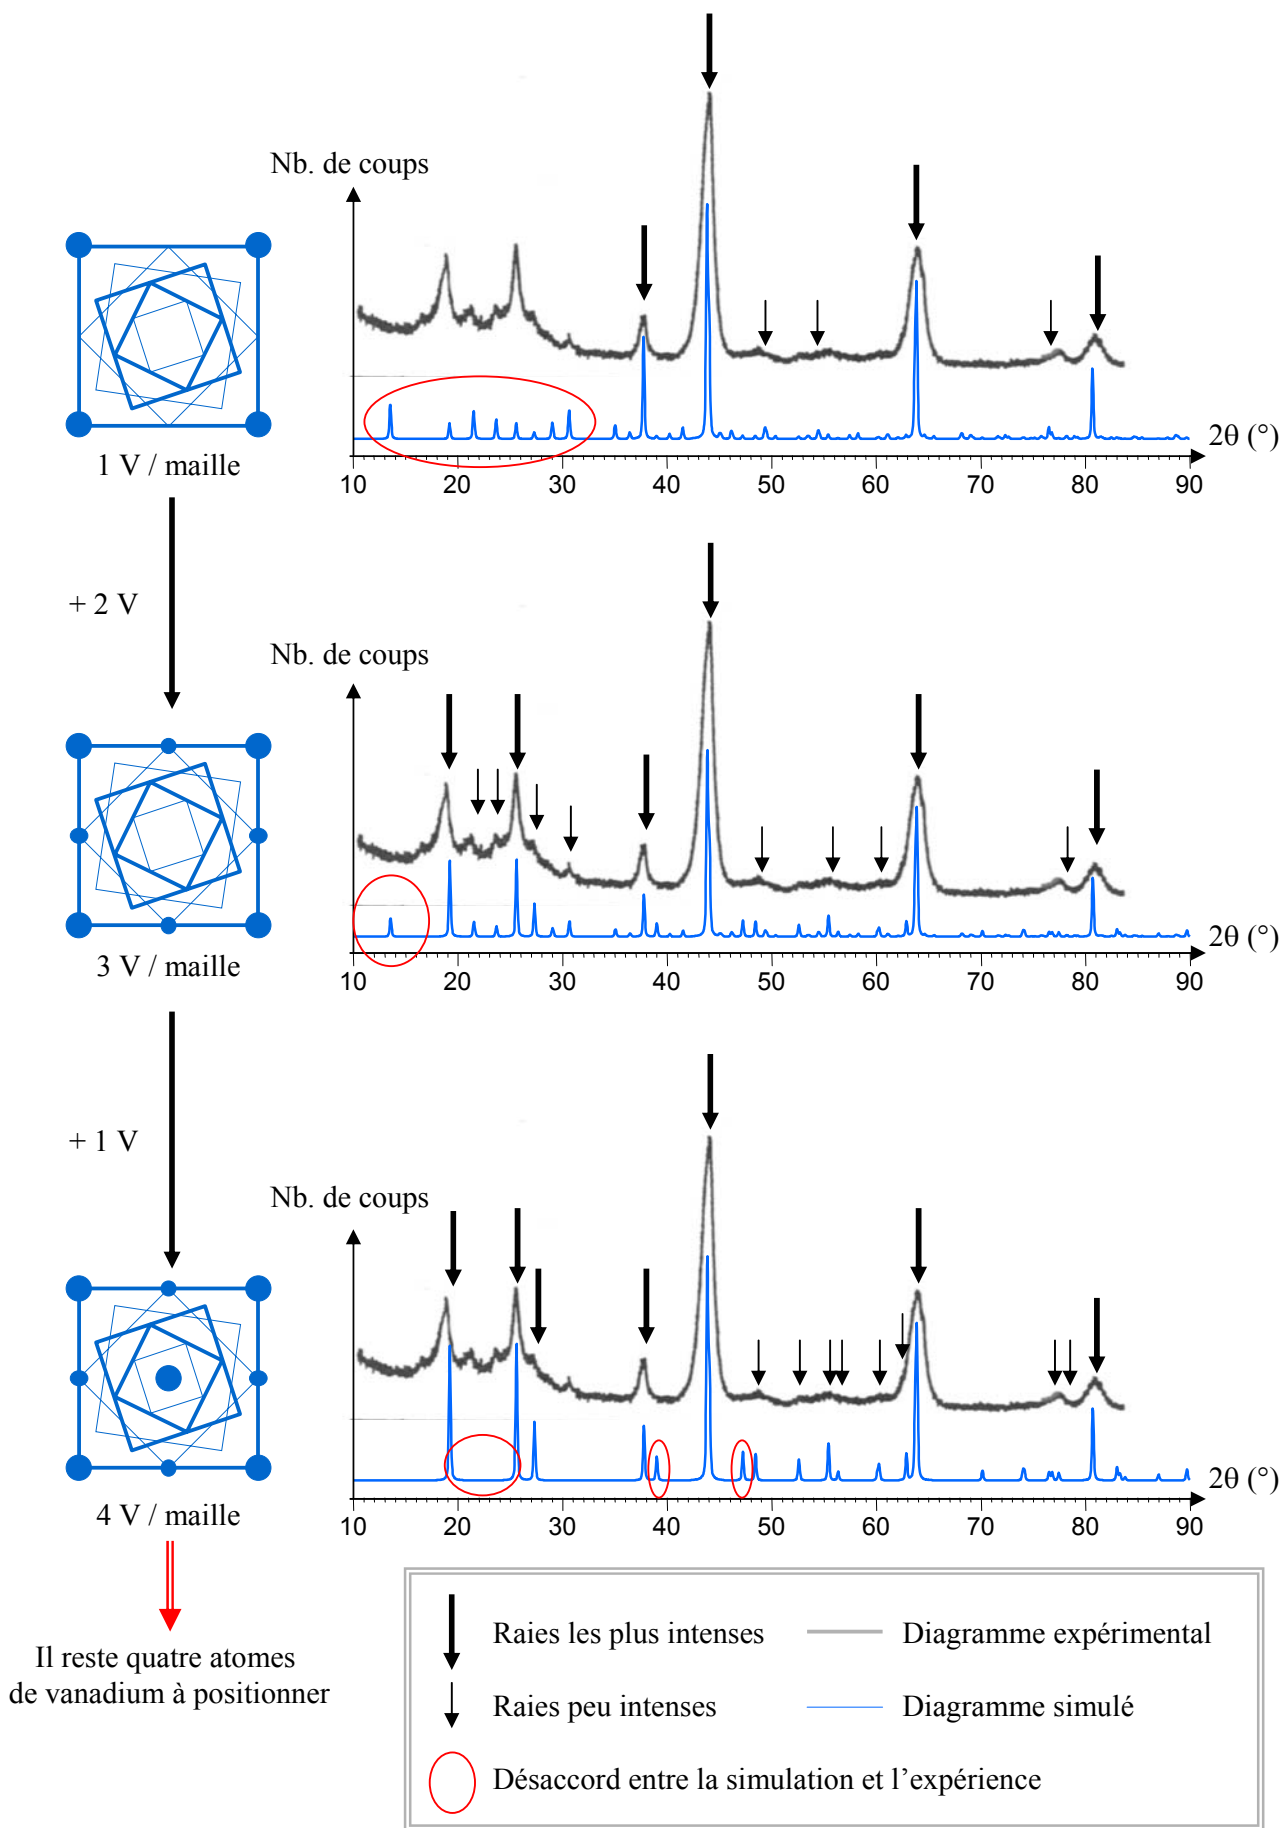 Nb. de coups
1 V / maille
2θ (°)
10 20 30 40 50 60 70 80 90
+ 2 V
Nb. de coups
3 V / maille
2θ (°)
10 20 30 40 50 60 70 80 90
+ 1 V
Nb. de coups
4 V / maille
2θ (°)
10 20 30 40 50 60 70 80 90
Il reste quatre atomes
de vanadium à positionner
Raies les plus intenses
Diagramme expérimental
Raies peu intenses
Diagramme simulé
Désaccord entre la simulation et l’expérience